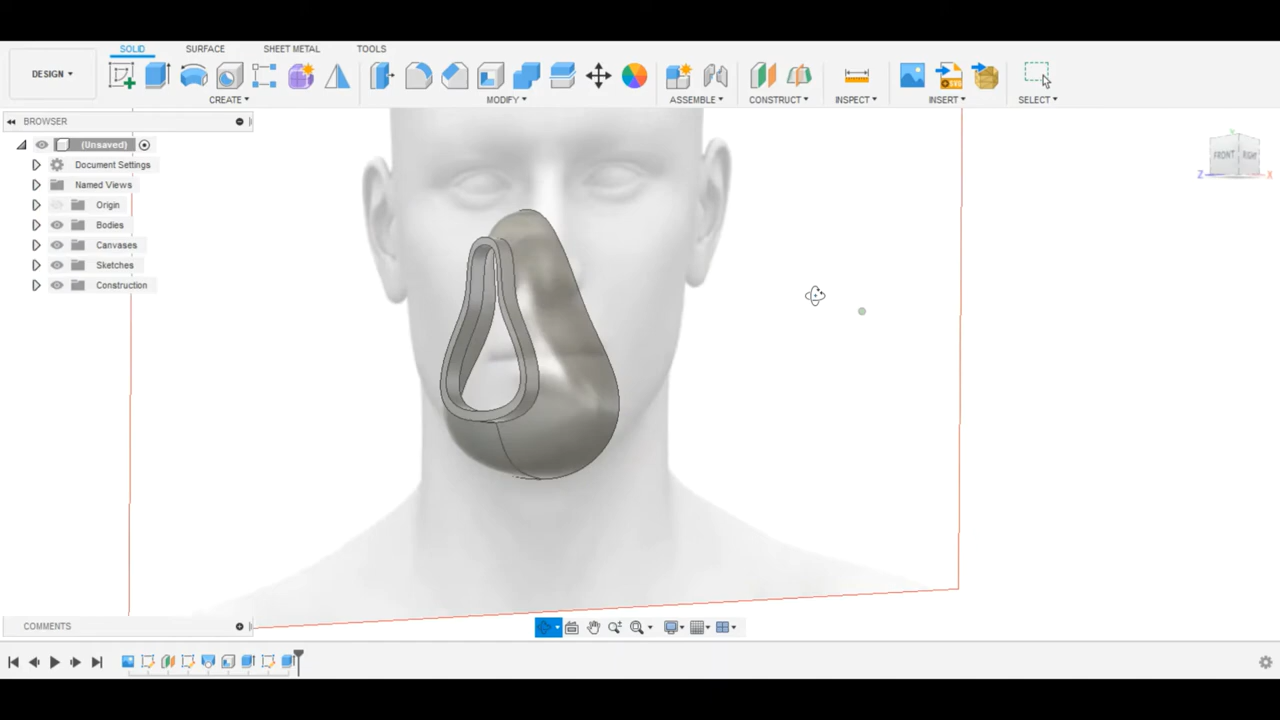 SOLID SURFACE SHEET METAL TOOLS
DESIGN
CREATE MODIFY ASSEMBLE CONSTRUCT INSPECT INSERT SELECT
BROWSER
(Unsaved)
Document Settings
Named Views
Origin
Bodies
Canvases
Sketches
Construction
FRONT RIGHT
Y
Z X
COMMENTS